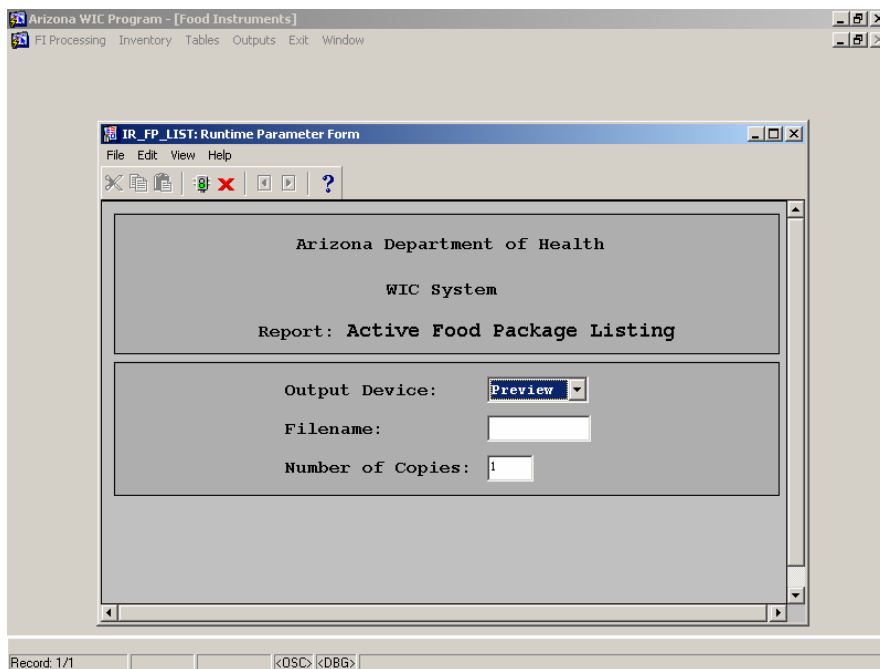 Arizona WIC Program - [Food Instruments]
FI Processing Inventory Tables Outputs Exit Window
IR_FP_LIST: Runtime Parameter Form
File Edit View Help
?
Arizona Department of Health
WIC System
Report: Active Food Package Listing
Output Device: Preview
Filename:
Number of Copies: 1
Record: 1/1 <OSC> <DBG>